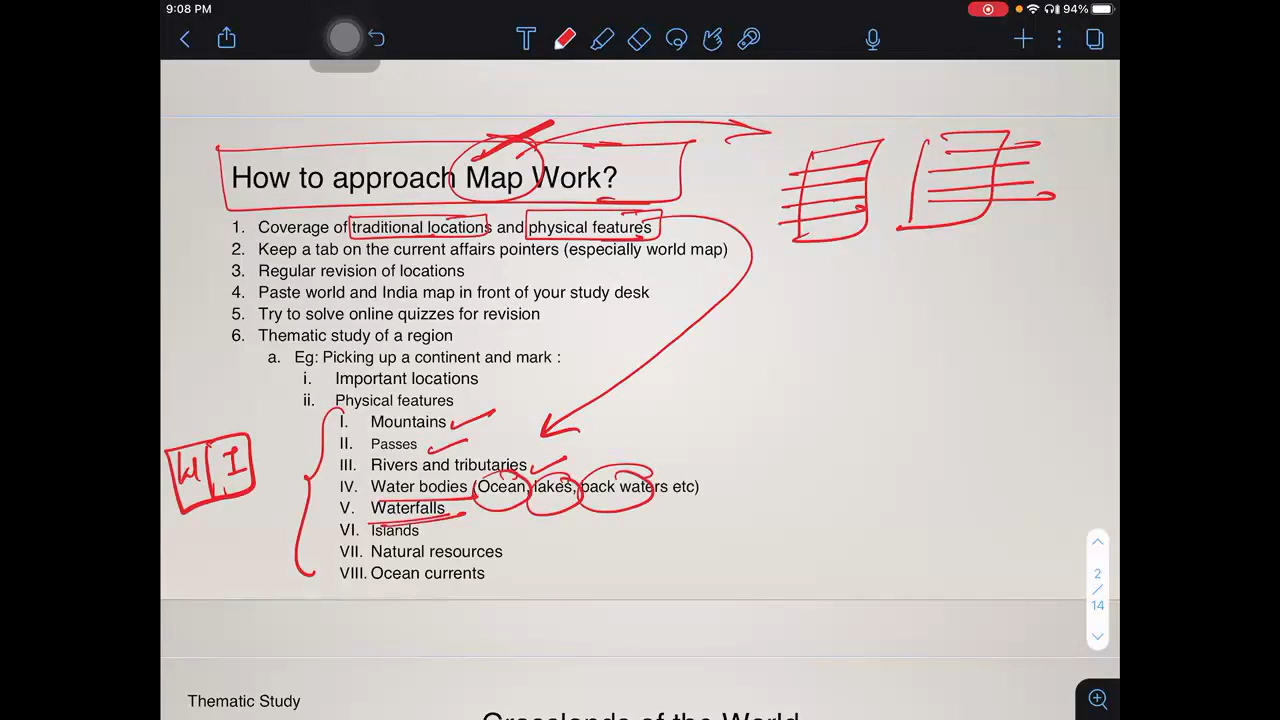 9:08 PM
94%
How to approach Map Work?
1. Coverage of traditional locations and physical features
2. Keep a tab on the current affairs pointers (especially world map)
3. Regular revision of locations
4. Paste world and India map in front of your study desk
5. Try to solve online quizzes for revision
6. Thematic study of a region
a. Eg: Picking up a continent and mark :
i. Important locations
ii. Physical features
I. Mountains
II. Passes
III. Rivers and tributaries
W I
IV. Water bodies (Ocean, lakes, back waters etc)
V. Waterfalls
VI. Islands
VII. Natural resources
VIII. Ocean currents
2
/
14
Thematic Study
Grasslands of the World